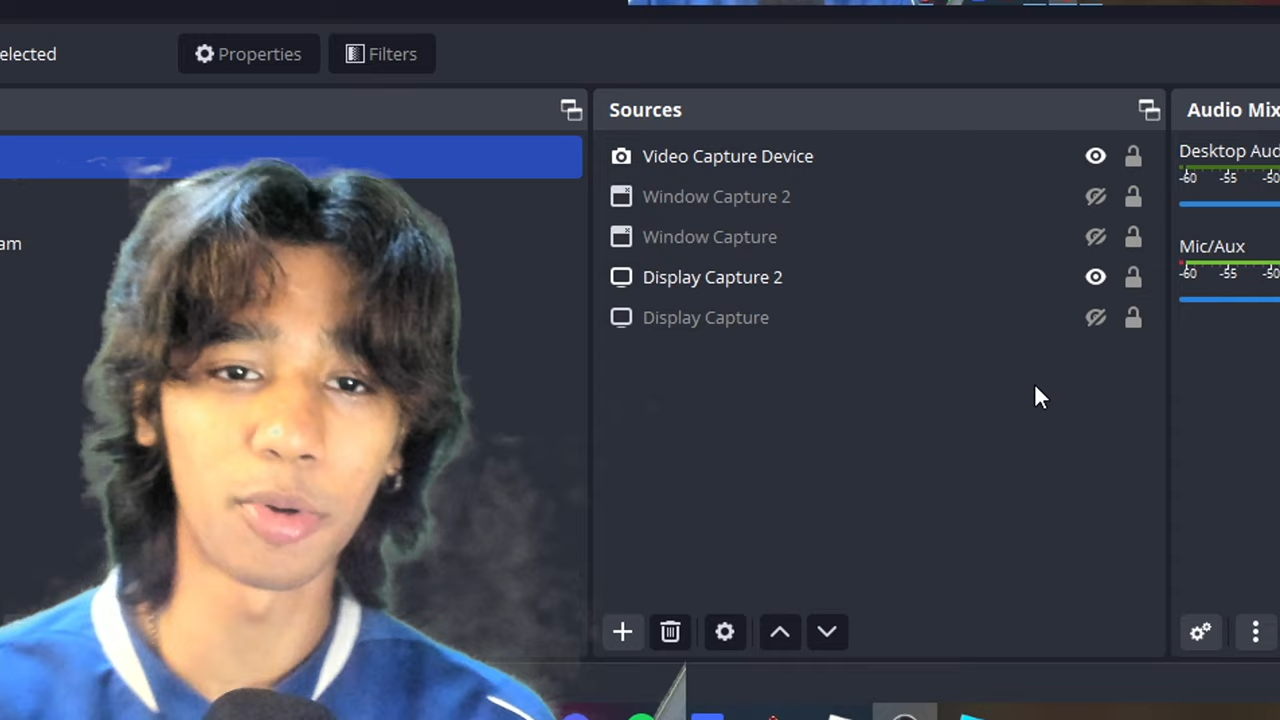 elected
Properties
Filters
Sources
Audio Mix
Video Capture Device
Desktop Aud
-60 -55 -50
Window Capture 2
Window Capture
am
Mic/Aux
-60 -55 -50
Display Capture 2
Display Capture